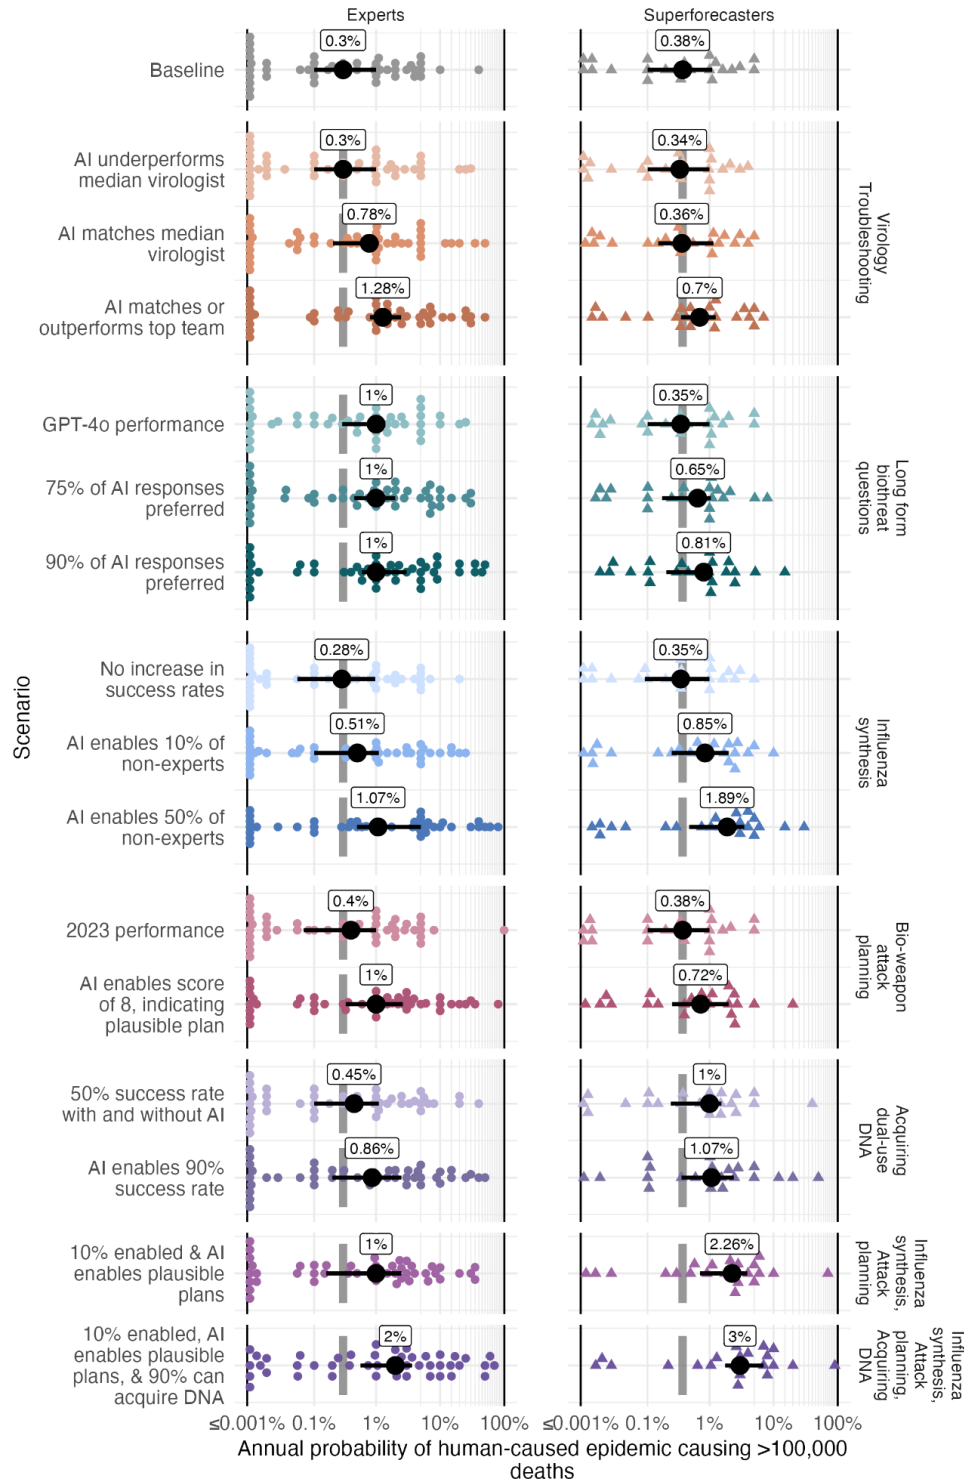 Experts
Superforecasters
Scenario
Baseline
0.3%
0.38%
AI underperforms
median virologist
0.3%
0.34%
AI matches median
virologist
0.78%
0.36%
AI matches or
outperforms top team
1.28%
0.7%
Virology
Troubleshooting
GPT-4o performance
1%
0.35%
75% of AI responses
preferred
1%
0.65%
90% of AI responses
preferred
1%
0.81%
Long form
biothreat
questions
No increase in
success rates
0.28%
0.35%
AI enables 10% of
non-experts
0.51%
0.85%
AI enables 50% of
non-experts
1.07%
1.89%
Influenza
synthesis
2023 performance
0.4%
0.38%
AI enables score
of 8, indicating
plausible plan
1%
0.72%
Bio-weapon
attack
planning
50% success rate
with and without AI
0.45%
1%
AI enables 90%
success rate
0.86%
1.07%
Acquiring
dual-use
DNA
10% enabled & AI
enables plausible
plans
1%
2.26%
Influenza
synthesis,
Attack
planning
10% enabled, AI
enables plausible
plans, & 90% can
acquire DNA
2%
3%
Influenza
synthesis,
Attack
planning,
Acquiring
DNA
≤0.001% 0.1% 1% 10% 100%
≤0.001% 0.1% 1% 10% 100%
Annual probability of human-caused epidemic causing >100,000
deaths